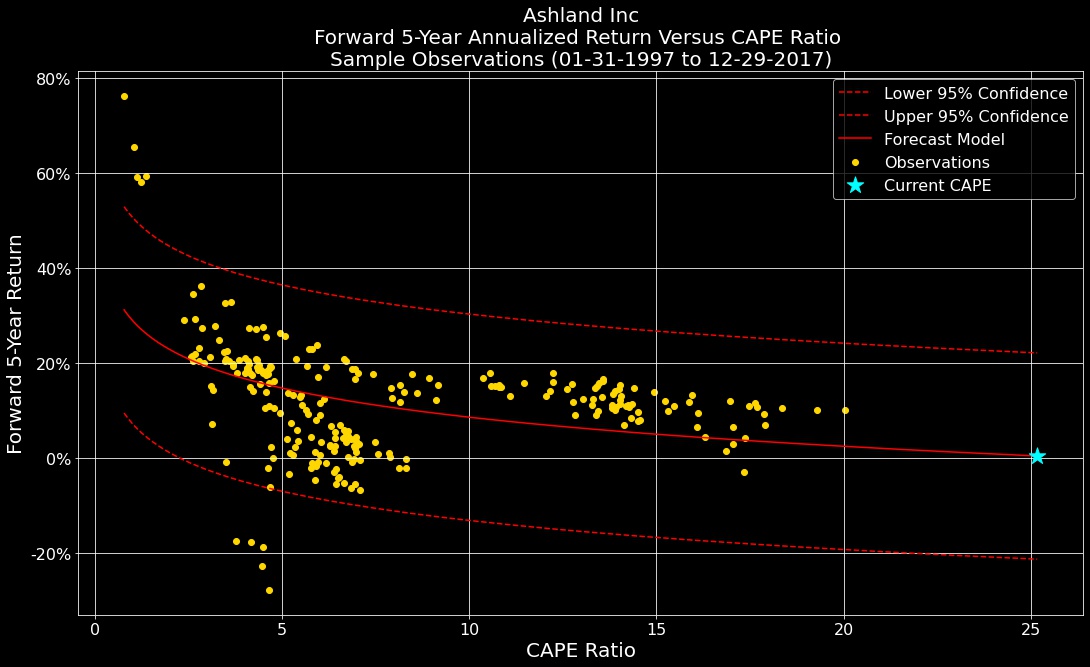 Ashland Inc
Forward 5-Year Annualized Return Versus CAPE Ratio
Sample Observations (01-31-1997 to 12-29-2017)
Lower 95% Confidence
Upper 95% Confidence
Forecast Model
Observations
Current CAPE
Forward 5-Year Return
80%
60%
40%
20%
0%
-20%
0 5 10 15 20 25
CAPE Ratio